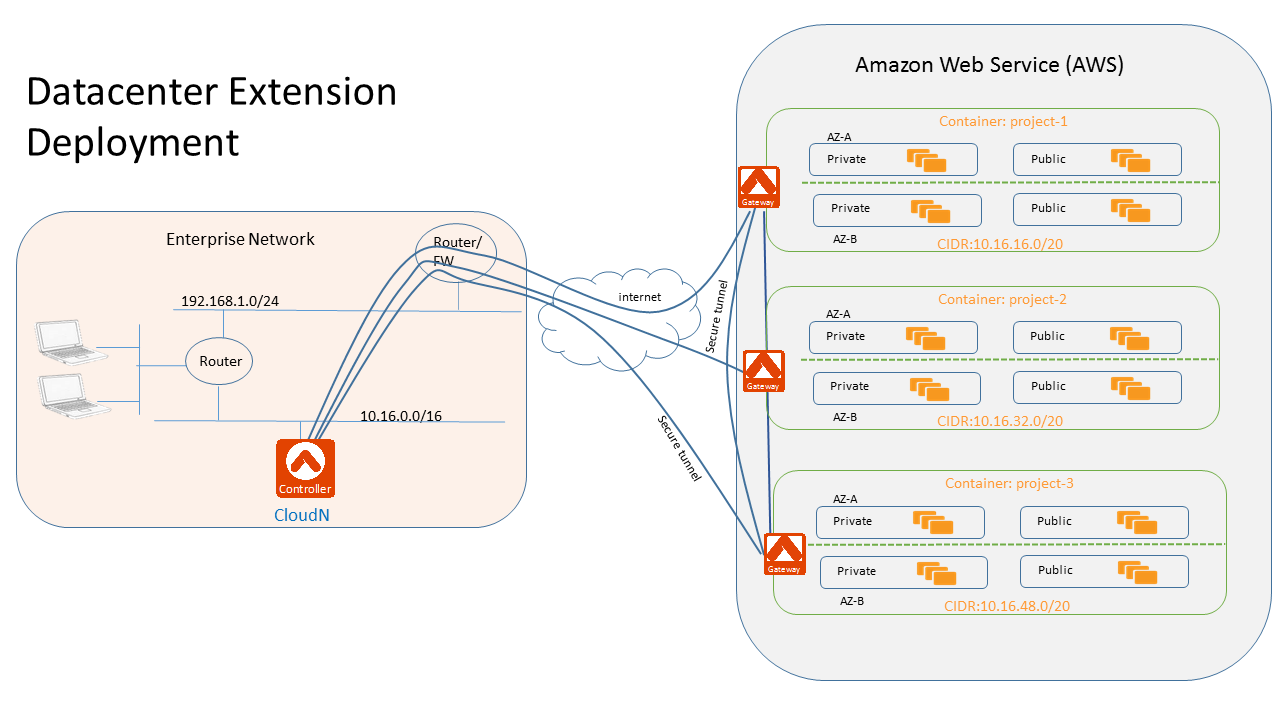 Datacenter Extension
Deployment
Enterprise Network
Router/
FW
192.168.1.0/24
Router
10.16.0.0/16
Controller
CloudN
internet
Secure tunnel
Secure tunnel
Amazon Web Service (AWS)
Container: project-1
AZ-A
Private
Public
Gateway
Private
Public
AZ-B
CIDR:10.16.16.0/20
Container: project-2
AZ-A
Private
Public
Gateway
Private
Public
AZ-B
CIDR:10.16.32.0/20
Container: project-3
AZ-A
Private
Public
Gateway
Private
Public
AZ-B
CIDR:10.16.48.0/20